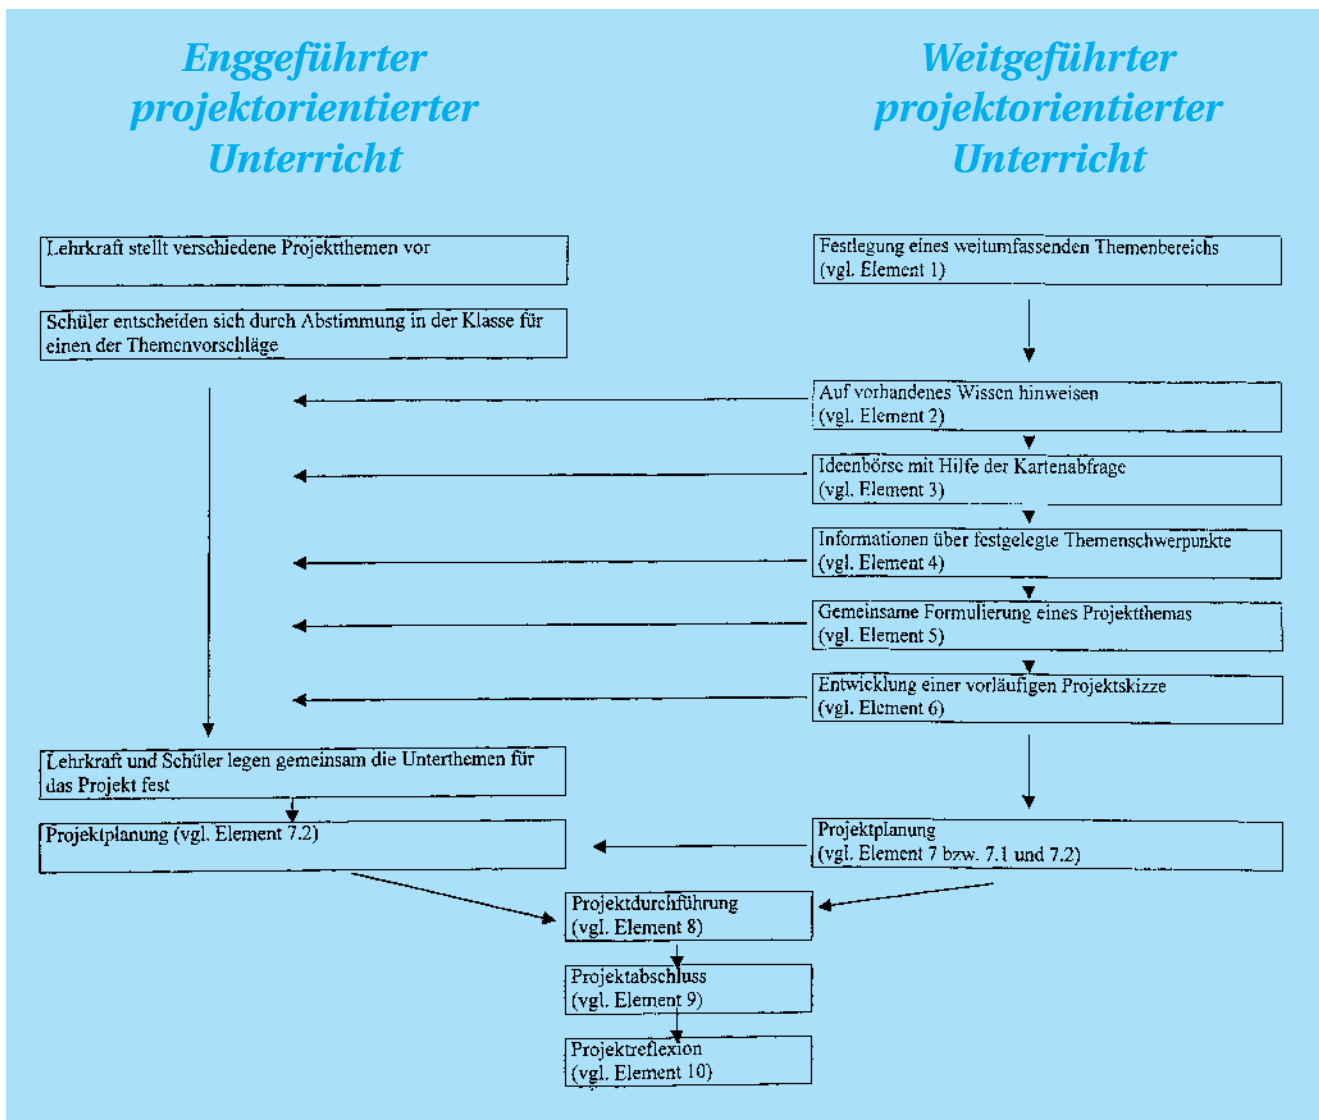 Enggeführter
projektorientierter
Unterricht
Weitgeführter
projektorientierter
Unterricht
Lehrkraft stellt verschiedene Projektthemen vor
Schüler entscheiden sich durch Abstimmung in der Klasse für
einen der Themenvorschläge
Festlegung eines weitumfassenden Themenbereichs
(vgl. Element 1)
Auf vorhandenes Wissen hinweisen
(vgl. Element 2)
Ideenbörse mit Hilfe der Kartenabfrage
(vgl. Element 3)
Informationen über festgelegte Themenschwerpunkte
(vgl. Element 4)
Gemeinsame Formulierung eines Projektthemas
(vgl. Element 5)
Entwicklung einer vorläufigen Projektskizze
(vgl. Element 6)
Lehrkraft und Schüler legen gemeinsam die Unterthemen für
das Projekt fest
Projektplanung (vgl. Element 7.2)
Projektplanung
(vgl. Element 7 bzw. 7.1 und 7.2)
Projektdurchführung
(vgl. Element 8)
Projektabschluss
(vgl. Element 9)
Projektreflexion
(vgl. Element 10)